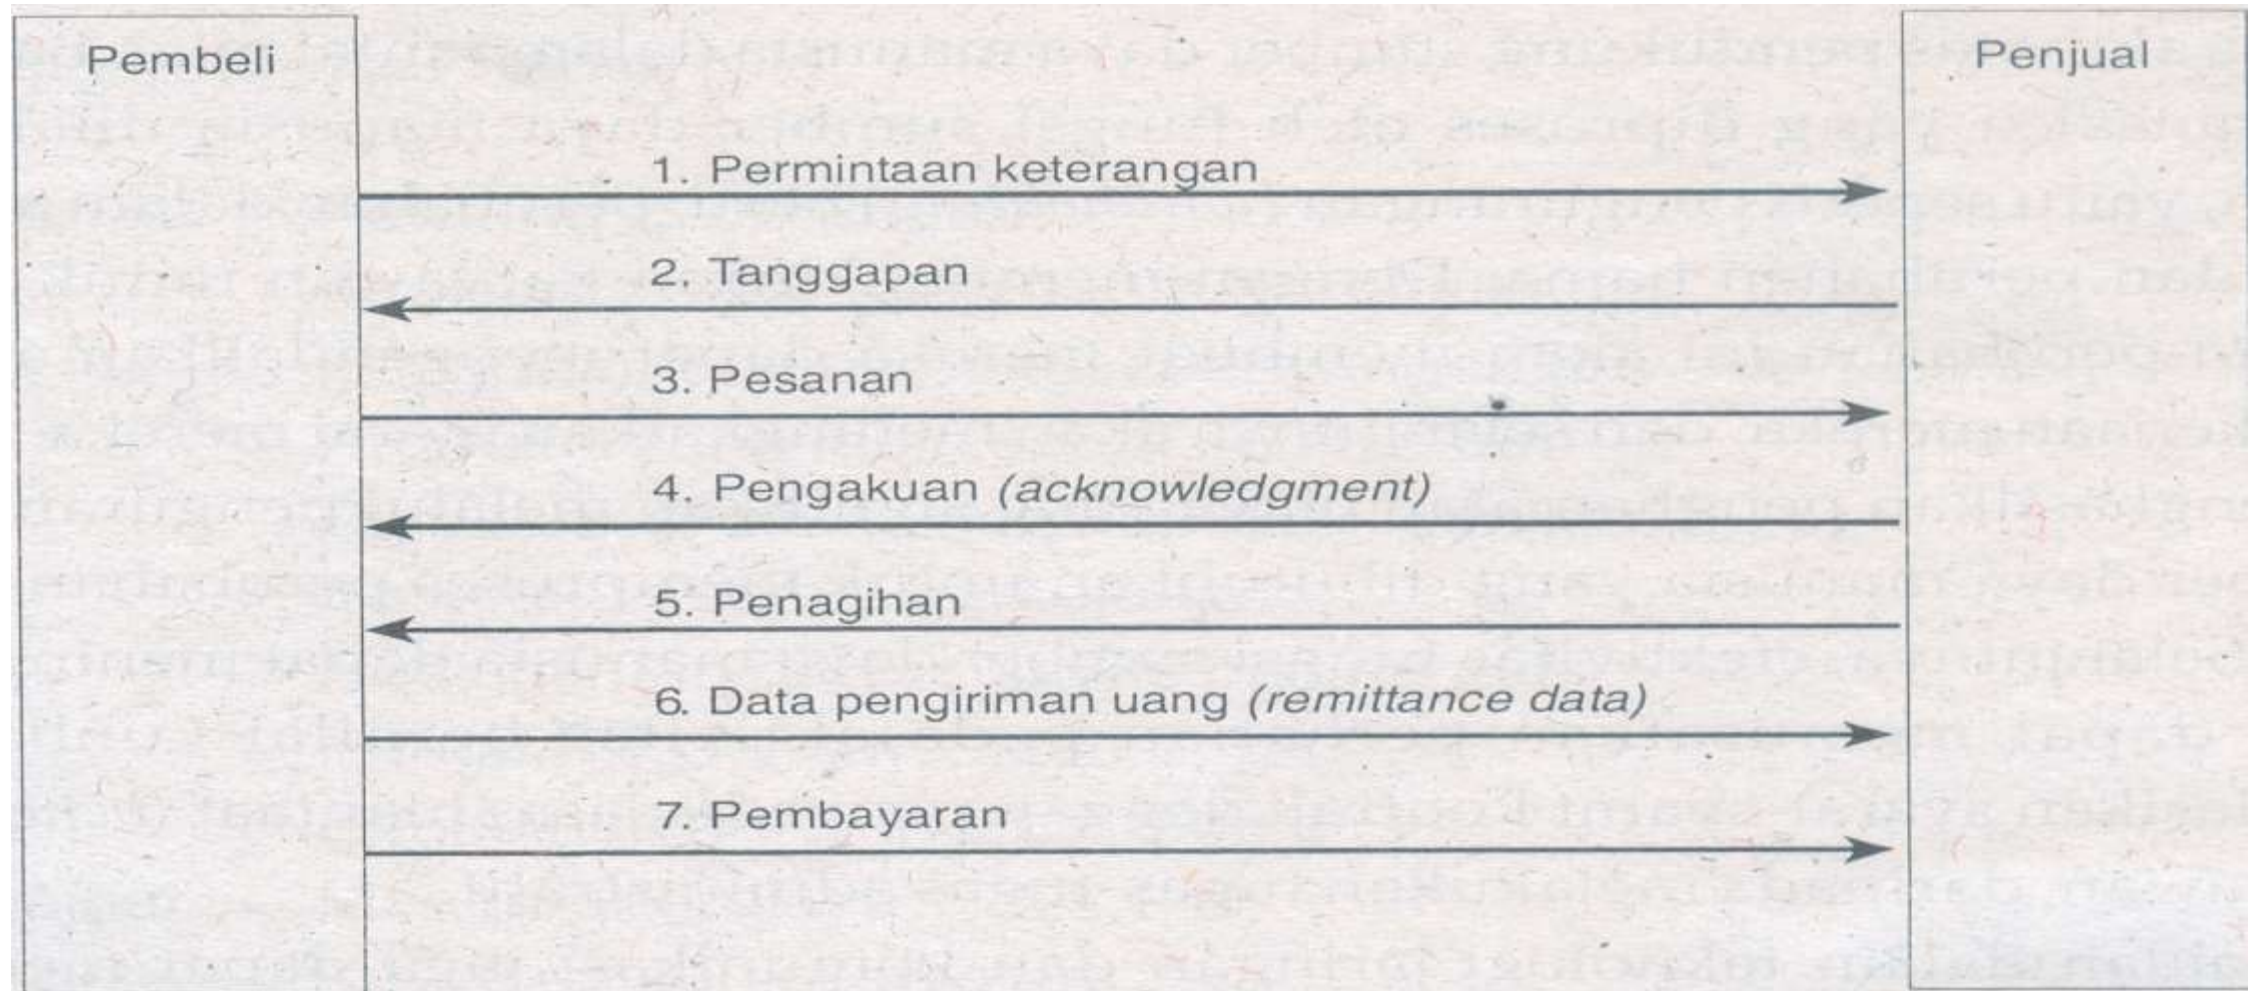 Pembeli
Penjual
1. Permintaan keterangan
2. Tanggapan
3. Pesanan
4. Pengakuan (acknowledgment)
5. Penagihan
6. Data pengiriman uang (remittance data)
7. Pembayaran